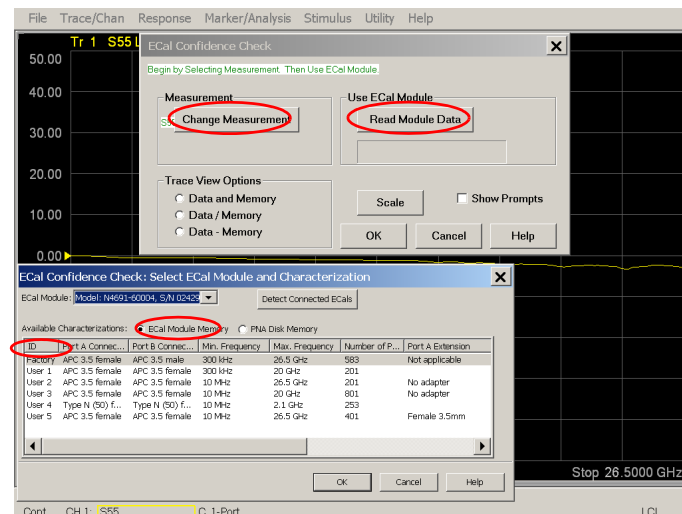 File Trace/Chan Response Marker/Analysis Stimulus Utility Help
Tr 1 S55 L
50.00
40.00
30.00
20.00
10.00
0.00
ECal Confidence Check
Begin by Selecting Measurement. Then Use ECal Module.
Measurement
Change Measurement
Use ECal Module
Read Module Data
Trace View Options
Data and Memory
Data / Memory
Data - Memory
Scale
Show Prompts
OK Cancel Help
ECal Confidence Check: Select ECal Module and Characterization
ECal Module: Model: N4691-60004, S/N 02429 Detect Connected ECals
Available Characterizations: ECal Module Memory PNA Disk Memory
ID Port A Connec... Port B Connec... Min. Frequency Max. Frequency Number of P... Port A Extension
Factory APC 3.5 female APC 3.5 male 300 kHz 26.5 GHz 583 Not applicable
User 1 APC 3.5 female APC 3.5 female 300 kHz 20 GHz 201
User 2 APC 3.5 female APC 3.5 female 10 MHz 26.5 GHz 201 No adapter
User 3 APC 3.5 female APC 3.5 female 10 MHz 20 GHz 801 No adapter
User 4 Type N (50) f... Type N (50) f... 10 MHz 2.1 GHz 253
User 5 APC 3.5 female APC 3.5 female 10 MHz 26.5 GHz 401 Female 3.5mm
OK Cancel Help
Stop 26.5000 GHz
Cont. CH 1: S55 C 1-Port LCL